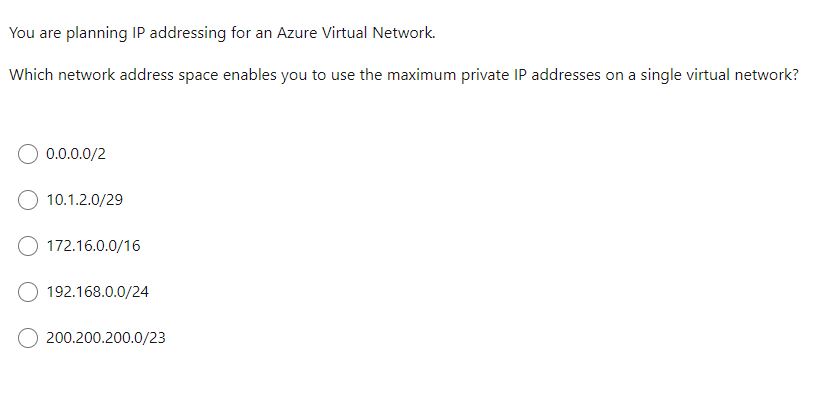 You are planning IP addressing for an Azure Virtual Network.
Which network address space enables you to use the maximum private IP addresses on a single virtual network?
0.0.0.0/2
10.1.2.0/29
172.16.0.0/16
192.168.0.0/24
200.200.200.0/23